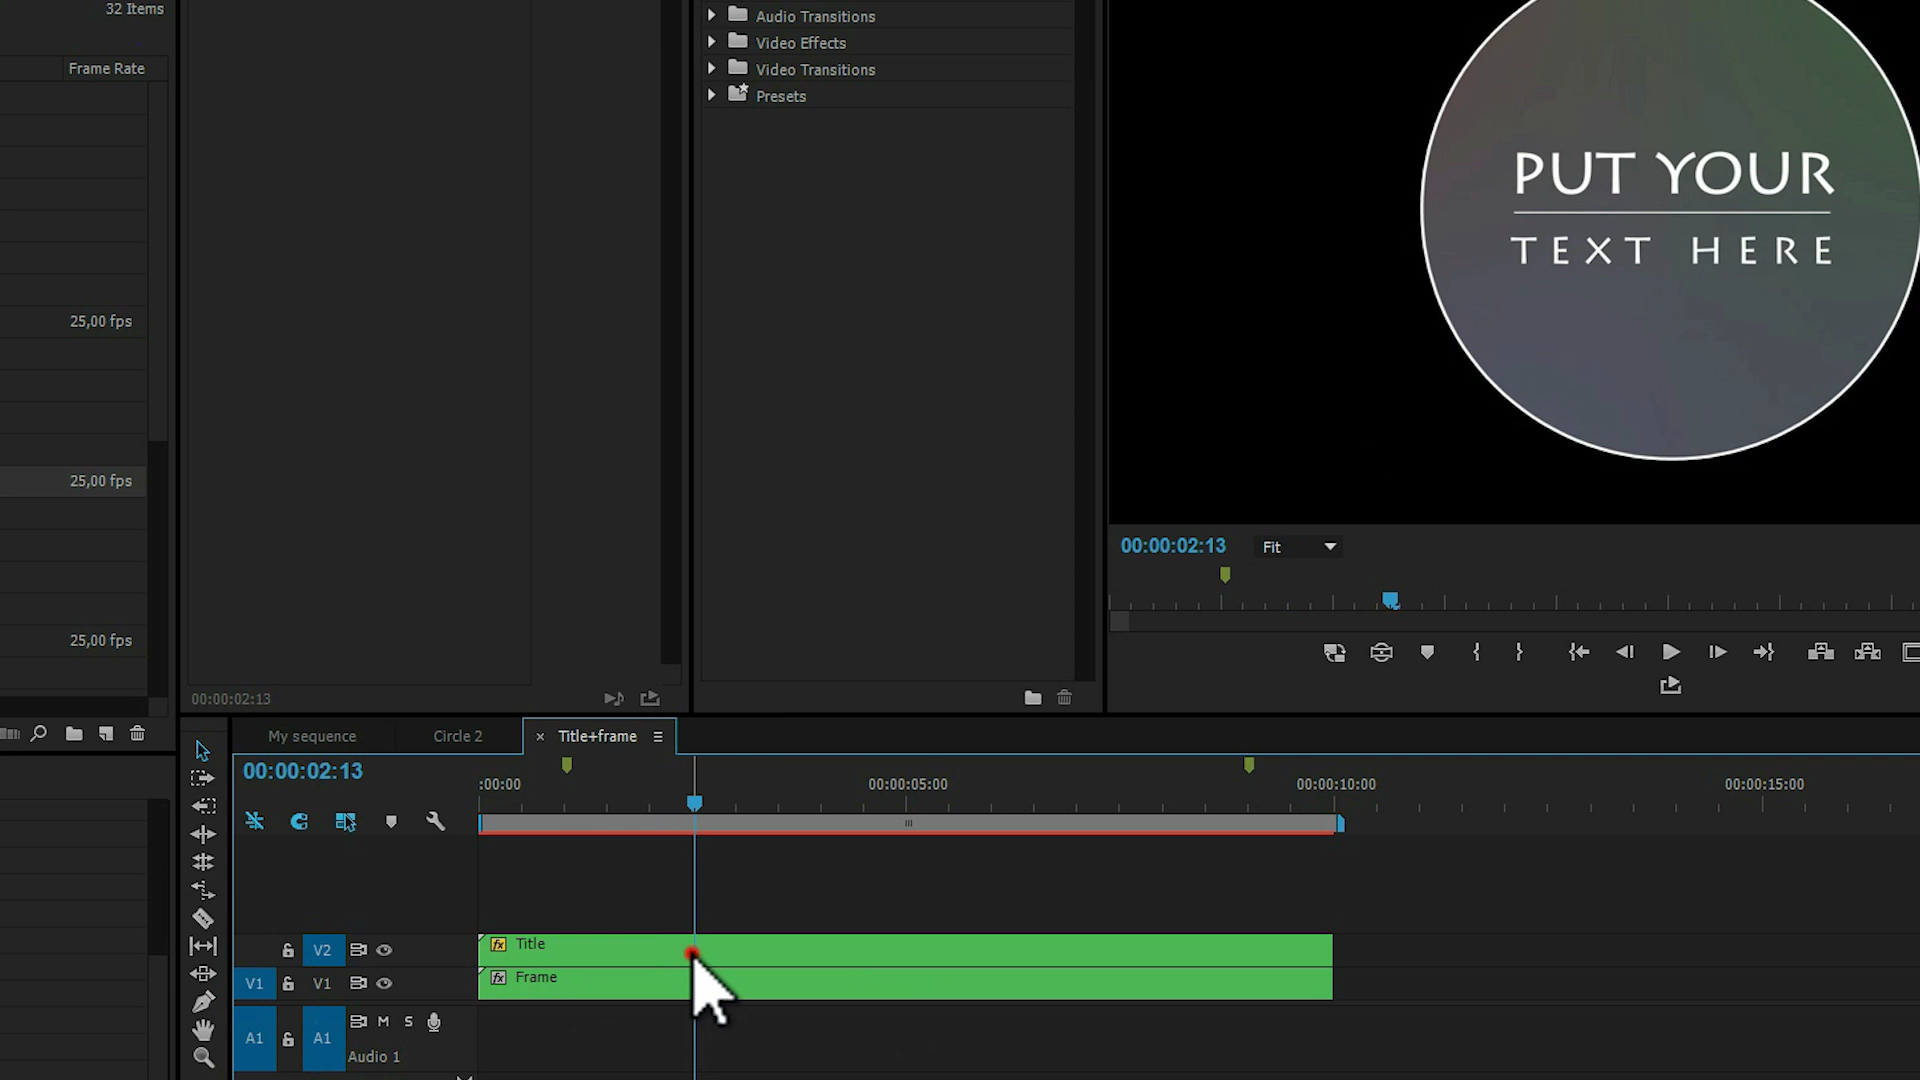 32 Items
Frame Rate
25,00 fps
25,00 fps
25,00 fps
00:00:02:13
Audio Transitions
Video Effects
Video Transitions
Presets
PUT YOUR
TEXT HERE
00:00:02:13
Fit
My sequence
Circle 2
Title+frame
00:00:02:13
:00:00
00:00:05:00
00:00:10:00
00:00:15:00
V2
fx Title
V1
V1
fx Frame
A1
A1
M
S
Audio 1